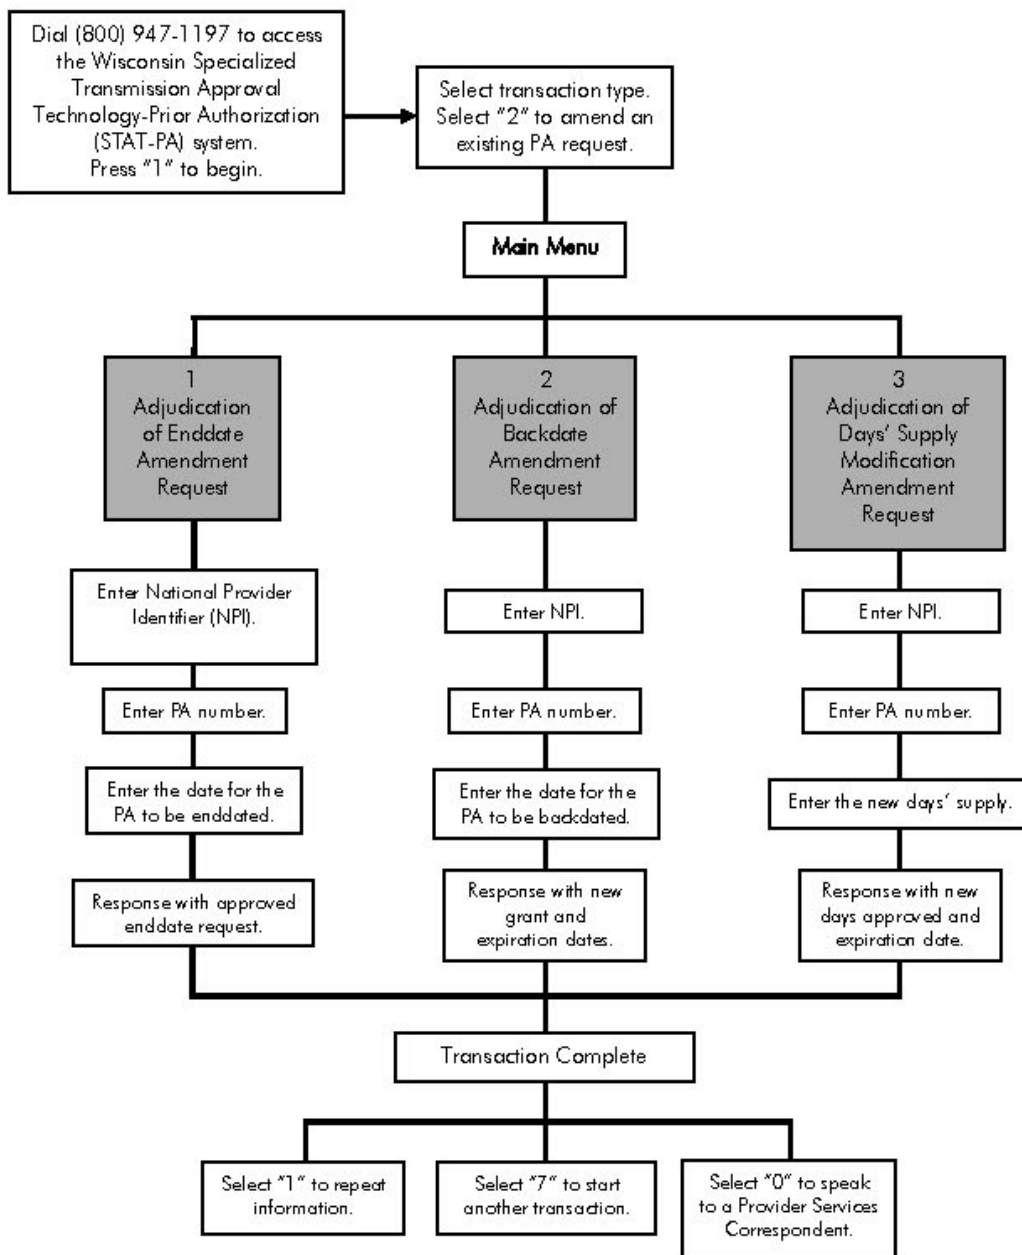 Dial (800) 947-1197 to access
the Wisconsin Specialized
Transmission Approval
Technology-Prior Authorization
(STAT-PA) system.
Press "1" to begin.
Select transaction type.
Select "2" to amend an
existing PA request.
Main Menu
1
Adjudication
of Enddate
Amendment
Request
2
Adjudication of
Backdate
Amendment
Request
3
Adjudication of
Days' Supply
Modification
Amendment
Request
Enter National Provider
Identifier (NPI).
Enter NPI.
Enter NPI.
Enter PA number.
Enter PA number.
Enter PA number.
Enter the date for the
PA to be enddated.
Enter the date for the
PA to be backdated.
Enter the new days' supply.
Response with approved
enddate request.
Response with new
grant and
expiration dates.
Response with new
days approved and
expiration date.
Transaction Complete
Select "1" to repeat
information.
Select "7" to start
another transaction.
Select "0" to speak
to a Provider Services
Correspondent.